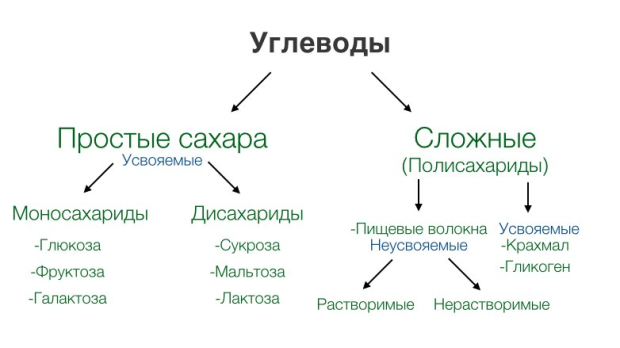 Углеводы
Простые сахара
Усвояемые
Сложные
(Полисахариды)
Моносахариды
-Глюкоза
-Фруктоза
-Галактоза
Дисахариды
-Сукроза
-Мальтоза
-Лактоза
-Пищевые волокна
Неусвояемые
Усвояемые
-Крахмал
-Гликоген
Растворимые
Нерастворимые